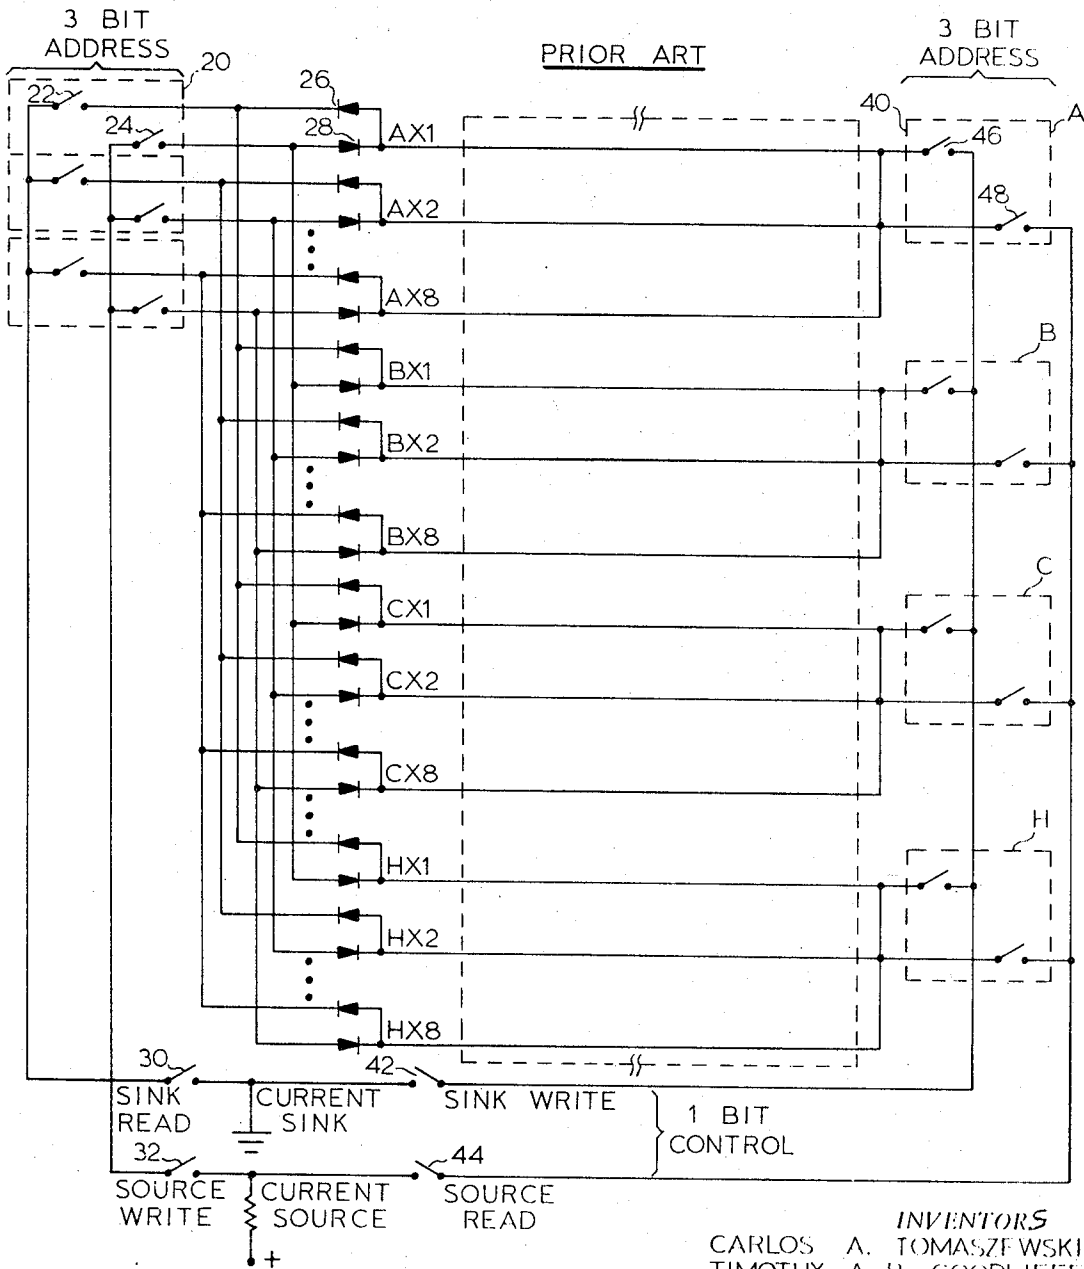 3 BIT
ADDRESS
PRIOR ART
3 BIT
ADDRESS
20
22
24
26
28
40
A
46
48
AX1
AX2
AX8
B
BX1
BX2
BX8
C
CX1
CX2
CX8
H
HX1
HX2
HX8
30
SINK
READ
CURRENT
SINK
42
SINK WRITE
1 BIT
CONTROL
32
SOURCE
WRITE
CURRENT
SOURCE
44
SOURCE
READ
+
INVENTORS
CARLOS A. TOMASZEWSKI
TIMOTHY A. R.